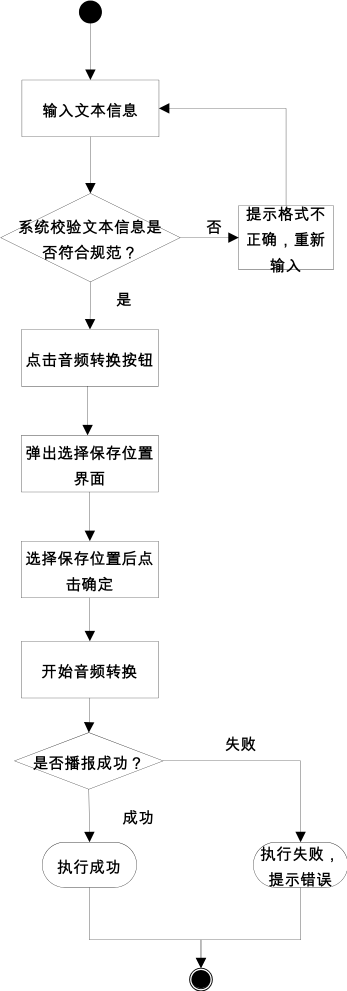 输入文本信息
系统校验文本信息是
否符合规范？
否
提示格式不
正确，重新
输入
是
点击音频转换按钮
弹出选择保存位置
界面
选择保存位置后点
击确定
开始音频转换
是否播报成功？
失败
成功
执行成功
执行失败，
提示错误